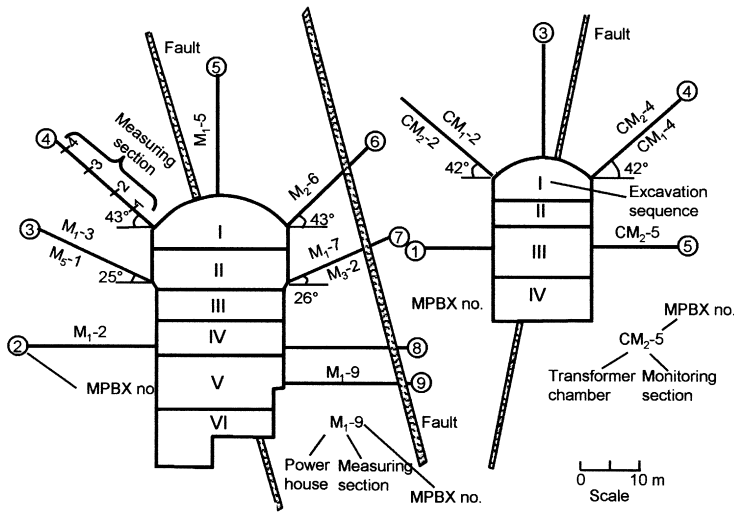 Fault
5
M1-5
Measuring
section
4
4
3
2
1
43°
6
M2-6
43°
3
M1-3
M5-1
25°
7
M1-7
M3-2
26°
2
M1-2
MPBX no.
8
M1-9
9
I
II
III
IV
V
VI
Fault
M1-9
Power
house
Measuring
section
MPBX no.
3
Fault
CM1-2
CM2-2
42°
4
CM2-4
CM1-4
42°
I
II
III
IV
Excavation
sequence
1
CM2-5
5
MPBX no.
MPBX no.
CM2-5
Transformer
chamber
Monitoring
section
0 10 m
Scale